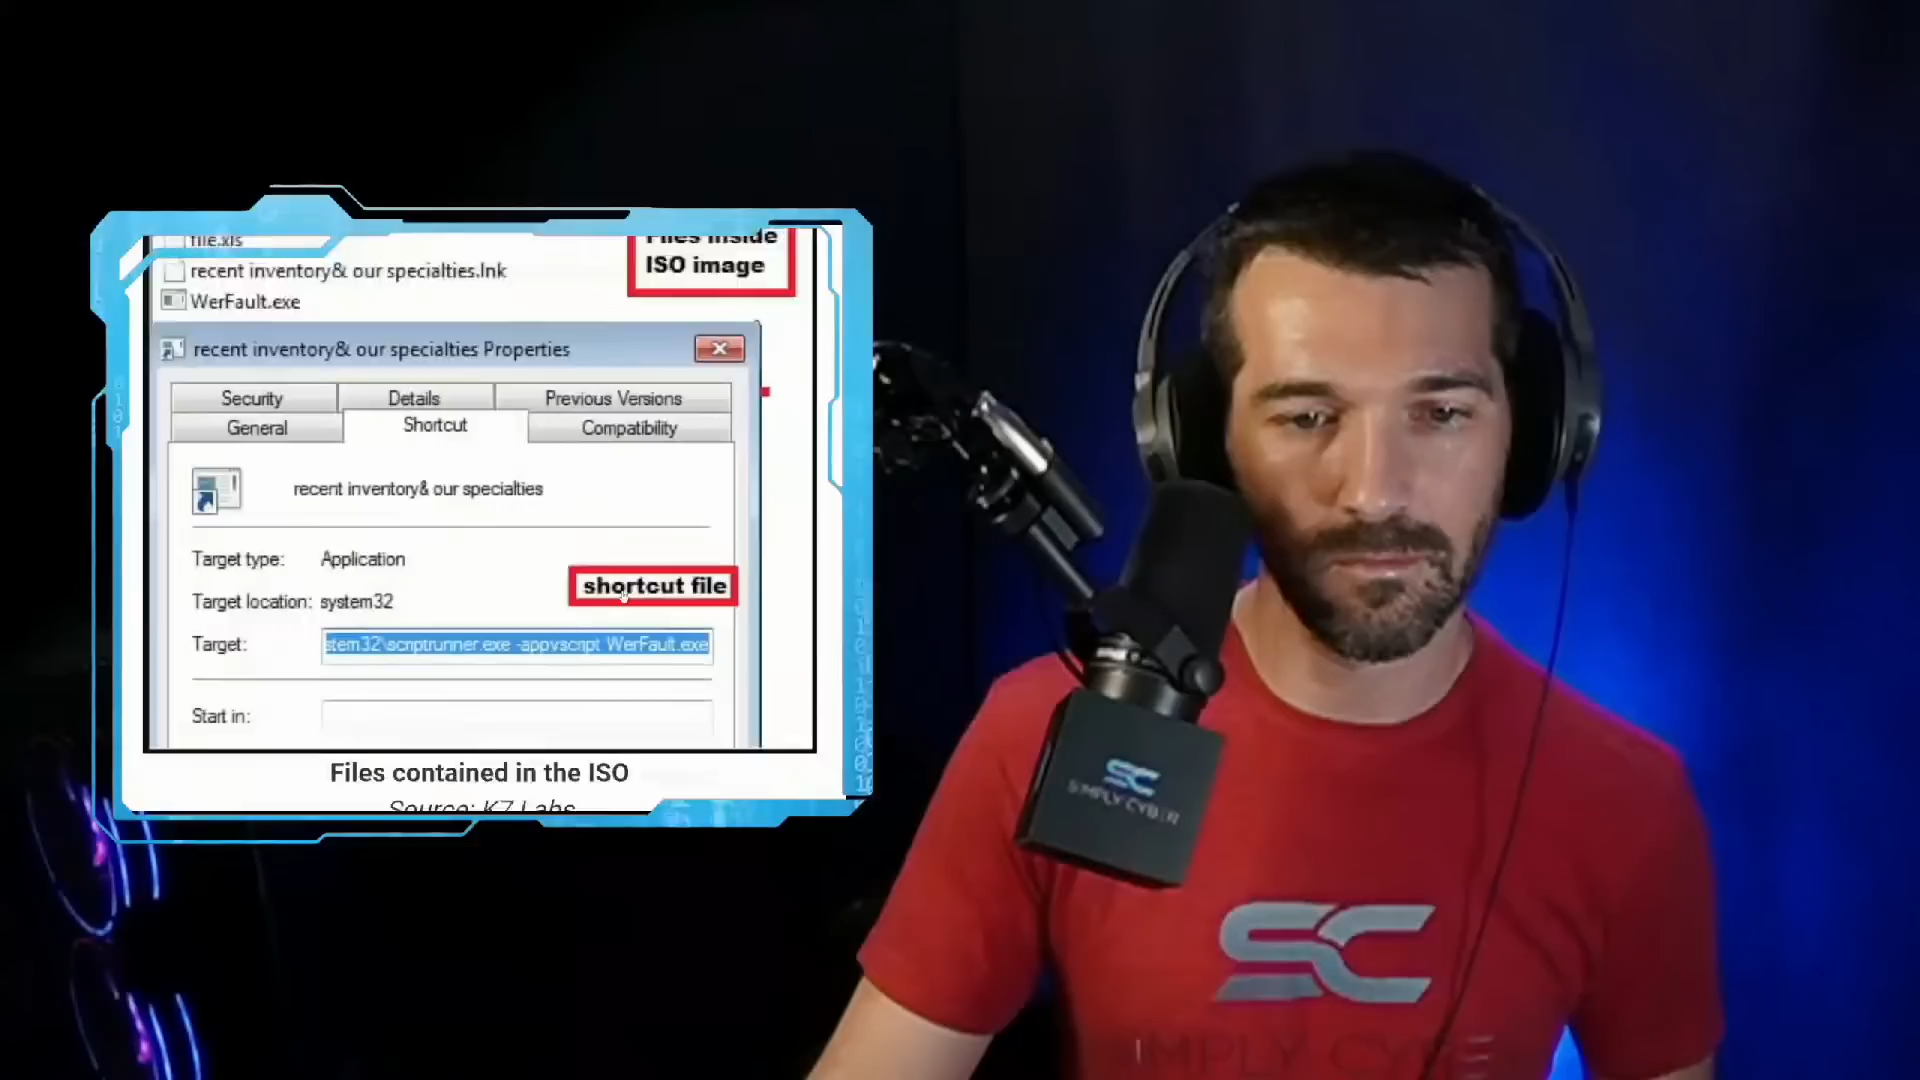 file.xls
Files inside
ISO image
recent inventory& our specialties.lnk
WerFault.exe
recent inventory& our specialties Properties
Security
Details
Previous Versions
General
Shortcut
Compatibility
recent inventory& our specialties
Target type: Application
shortcut file
Target location: system32
Target: stem32\scriptrunner.exe -appvscript WerFault.exe
Start in:
Files contained in the ISO
Source: K7 Labs
SC
SIMPLY CYBER
SC
SIMPLY CYBER